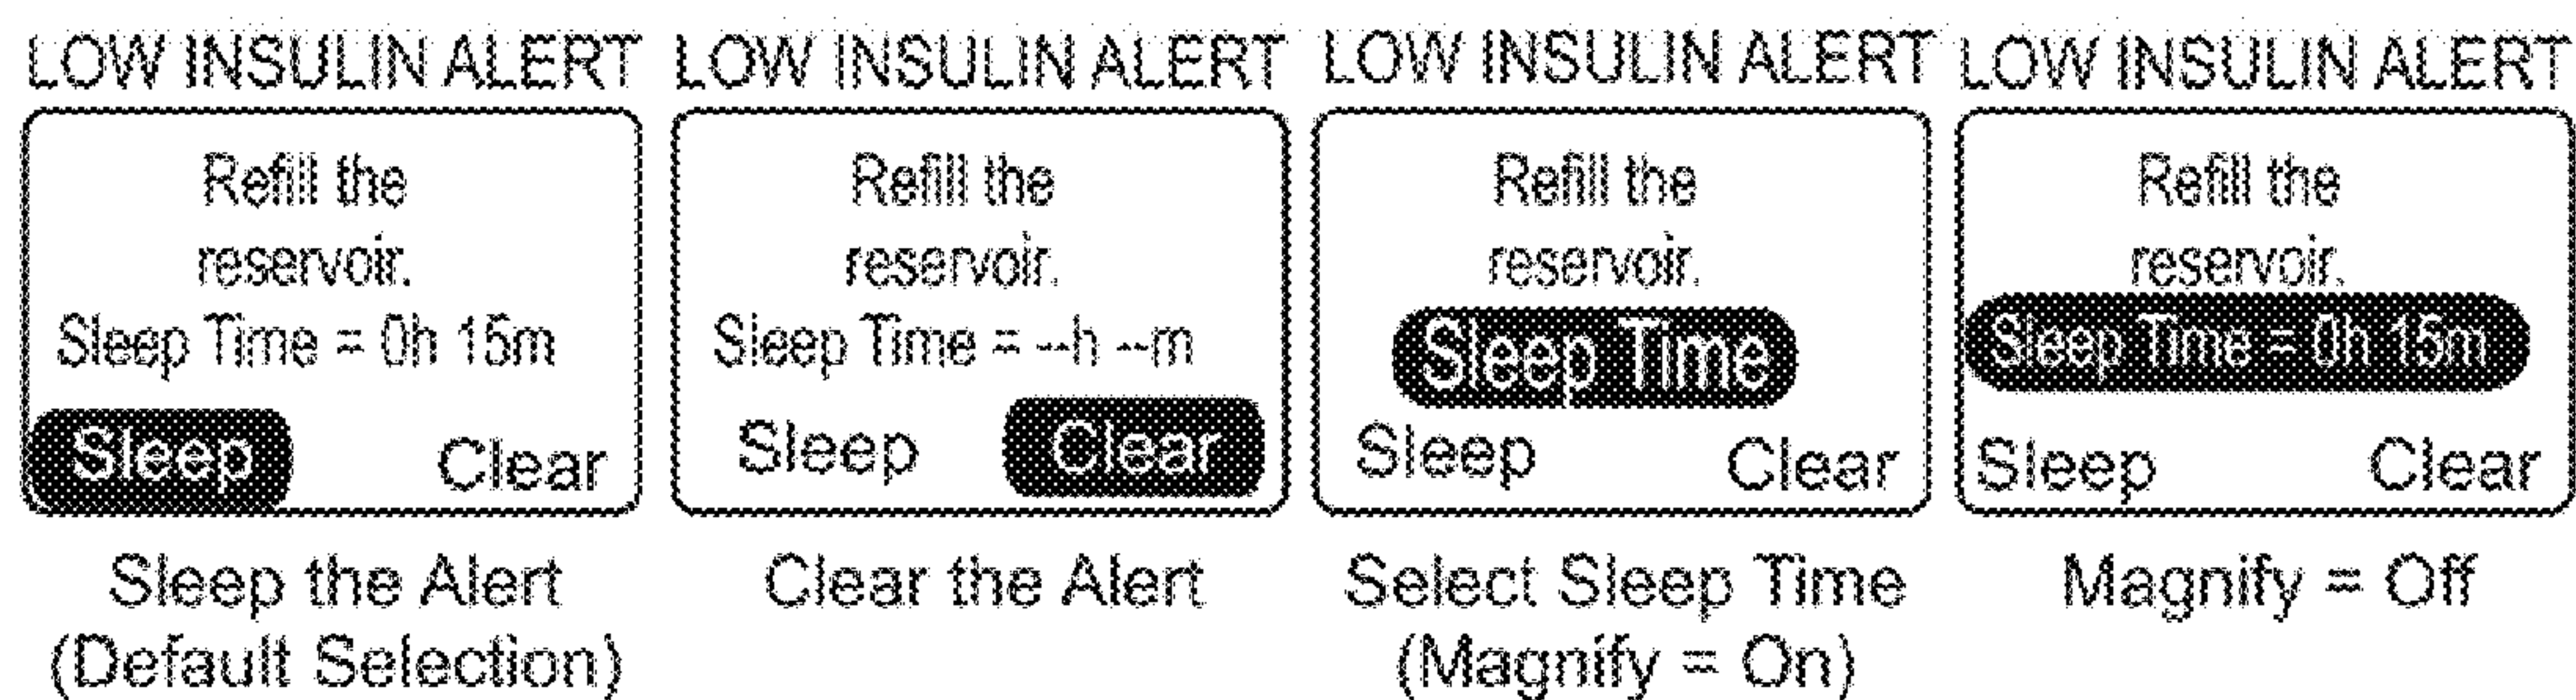 LOW INSULIN ALERT
Refill the
reservoir.
Sleep Time = 0h 15m
Sleep Clear
Sleep the Alert
(Default Selection)
LOW INSULIN ALERT
Refill the
reservoir.
Sleep Time = --h --m
Sleep Clear
Clear the Alert
LOW INSULIN ALERT
Refill the
reservoir.
Sleep Time
Sleep Clear
Select Sleep Time
(Magnify = On)
LOW INSULIN ALERT
Refill the
reservoir.
Sleep Time = 0h 15m
Sleep Clear
Magnify = Off